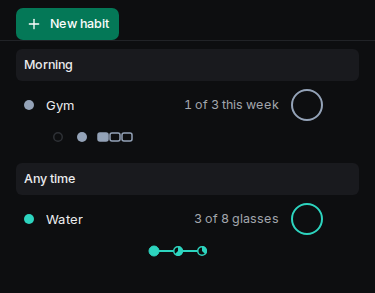 New habit
Morning
Gym 1 of 3 this week
Any time
Water 3 of 8 glasses